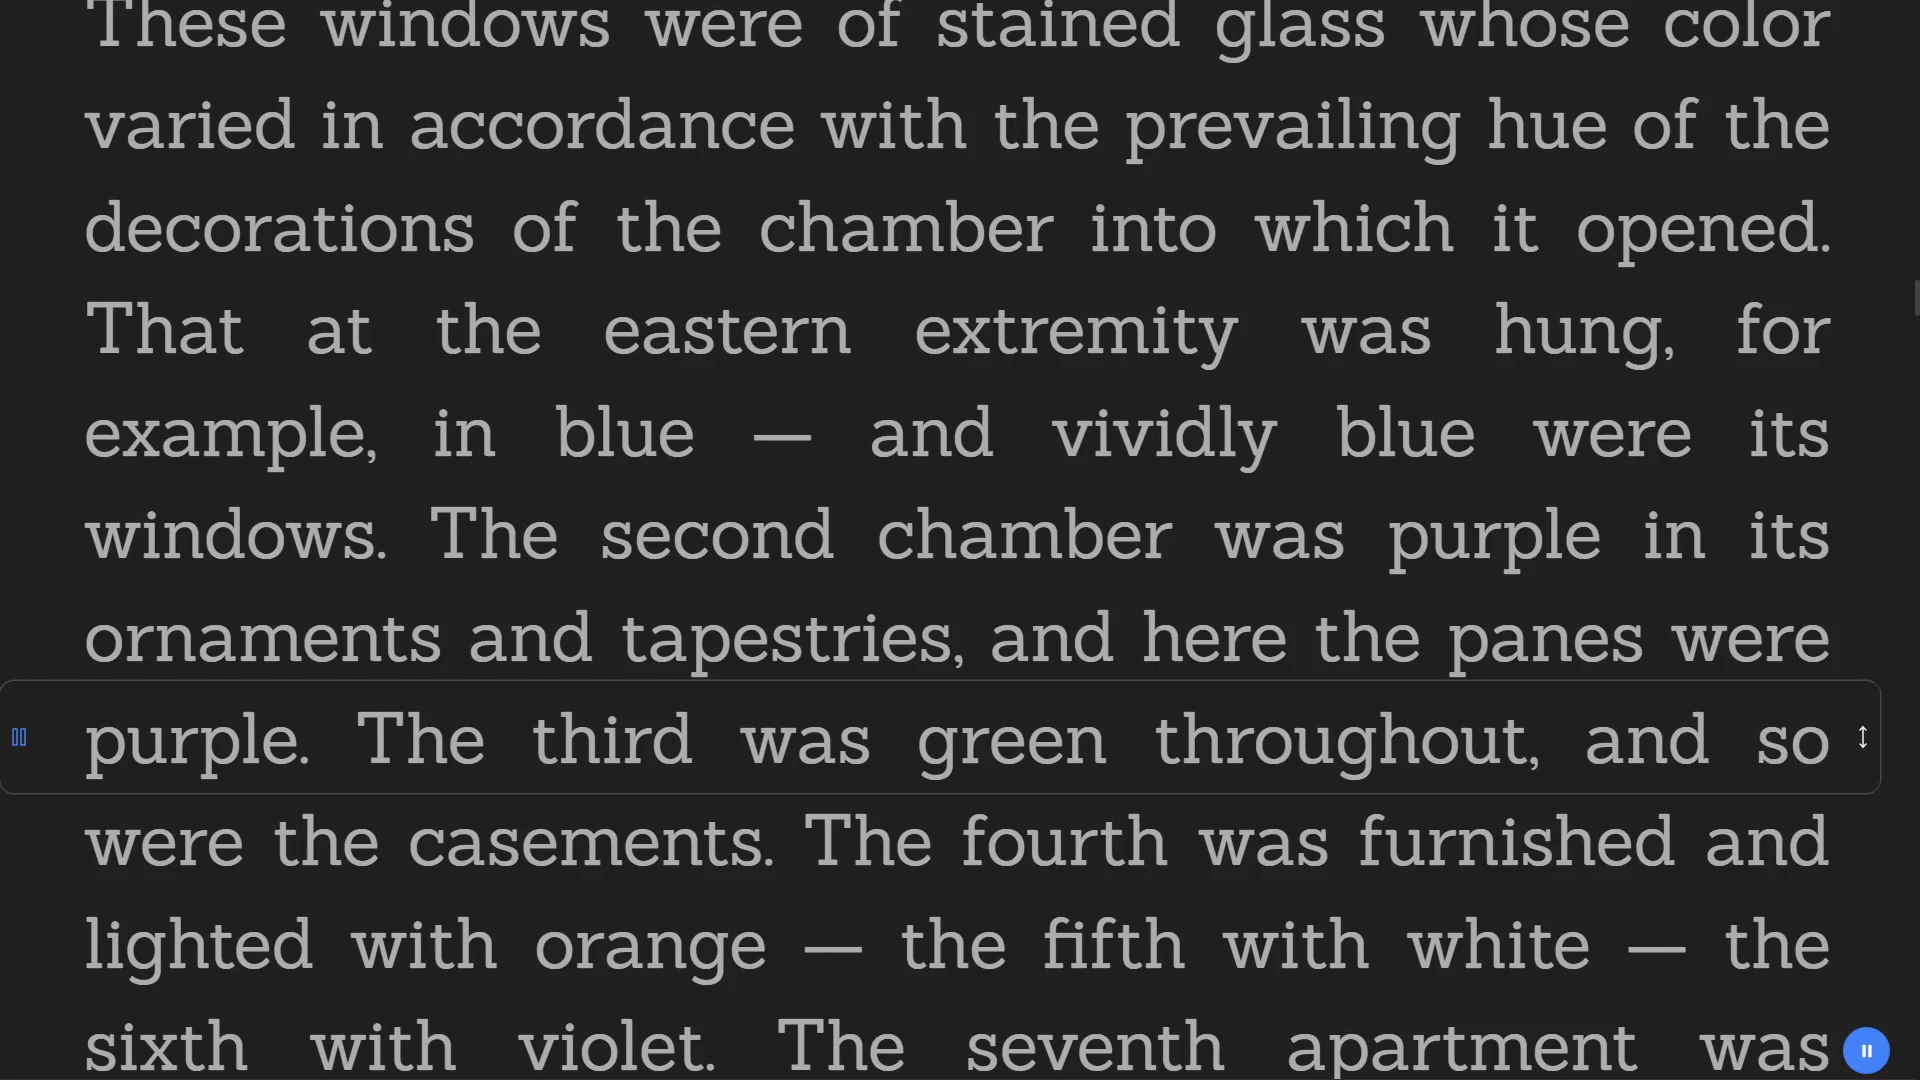 These windows were of stained glass whose color
varied in accordance with the prevailing hue of the
decorations of the chamber into which it opened.
That at the eastern extremity was hung, for
example, in blue — and vividly blue were its
windows. The second chamber was purple in its
ornaments and tapestries, and here the panes were
purple. The third was green throughout, and so
were the casements. The fourth was furnished and
lighted with orange — the fifth with white — the
sixth with violet. The seventh apartment was